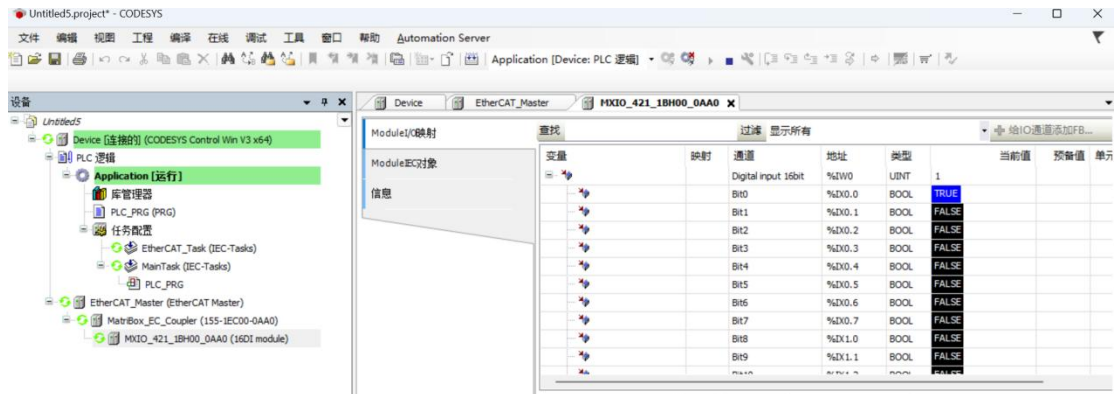 Untitled5.project* - CODESYS
文件 编辑 视图 工程 编译 在线 调试 工具 窗口 帮助 Automation Server
Application [Device: PLC 逻辑]
设备
Device
EtherCAT_Master
MXIO_421_1BH00_0AA0
Untitled5
Device [连接的] (CODESYS Control Win V3 x64)
PLC 逻辑
Application [运行]
库管理器
PLC_PRG (PRG)
任务配置
EtherCAT_Task (IEC-Tasks)
MainTask (IEC-Tasks)
PLC_PRG
EtherCAT_Master (EtherCAT Master)
MatriBox_EC_Coupler (155-1EC00-0AA0)
MXIO_421_1BH00_0AA0 (16DI module)
ModuleI/O映射
ModuleIEC对象
信息
查找 过滤 显示所有 给IO通道添加FB...
变量 映射 通道 地址 类型 当前值 预备值 单元
Digital input 16bit %IW0 UINT 1
Bit0 %IX0.0 BOOL TRUE
Bit1 %IX0.1 BOOL FALSE
Bit2 %IX0.2 BOOL FALSE
Bit3 %IX0.3 BOOL FALSE
Bit4 %IX0.4 BOOL FALSE
Bit5 %IX0.5 BOOL FALSE
Bit6 %IX0.6 BOOL FALSE
Bit7 %IX0.7 BOOL FALSE
Bit8 %IX1.0 BOOL FALSE
Bit9 %IX1.1 BOOL FALSE
Bit10 %IX1.2 BOOL FALSE